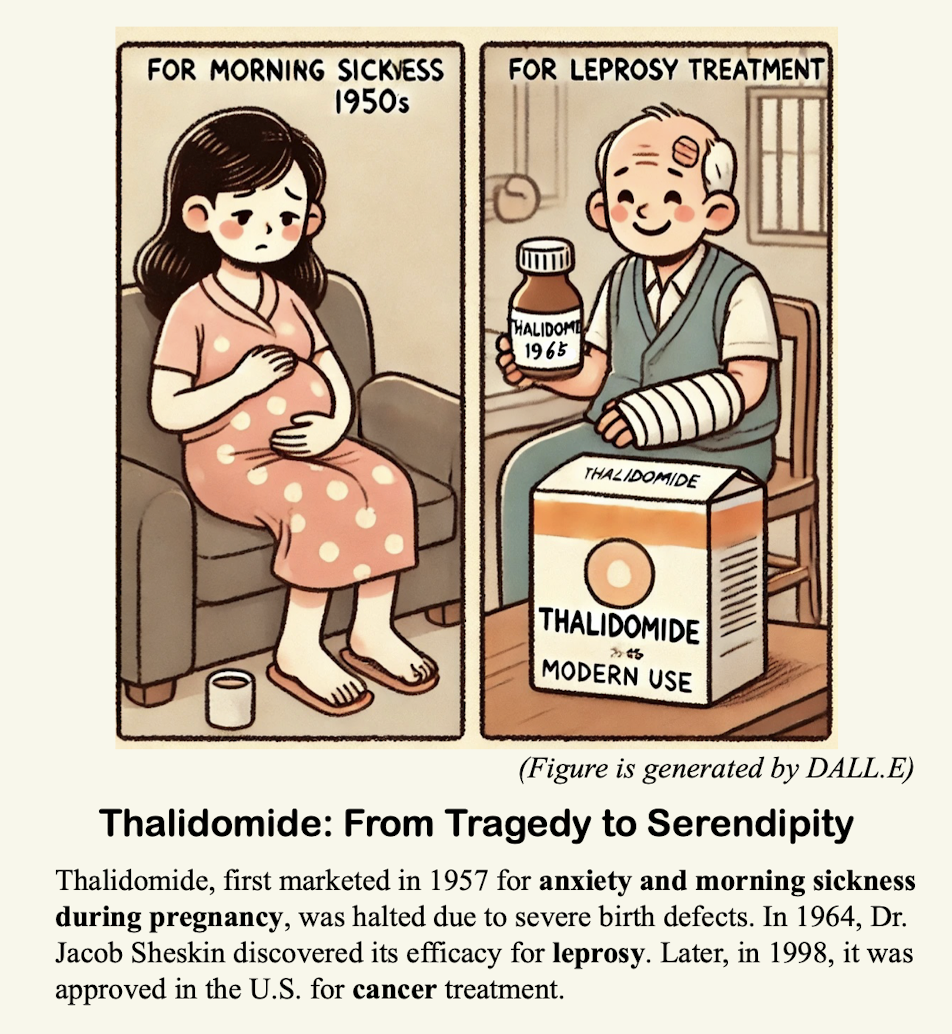 FOR MORNING SICKNESS
1950s
FOR LEPROSY TREATMENT
THALIDOME
1965
THALIDOMIDE
THALIDOMIDE
MODERN USE
(Figure is generated by DALL.E)
Thalidomide: From Tragedy to Serendipity
Thalidomide, first marketed in 1957 for anxiety and morning sickness
during pregnancy, was halted due to severe birth defects. In 1964, Dr.
Jacob Sheskin discovered its efficacy for leprosy. Later, in 1998, it was
approved in the U.S. for cancer treatment.